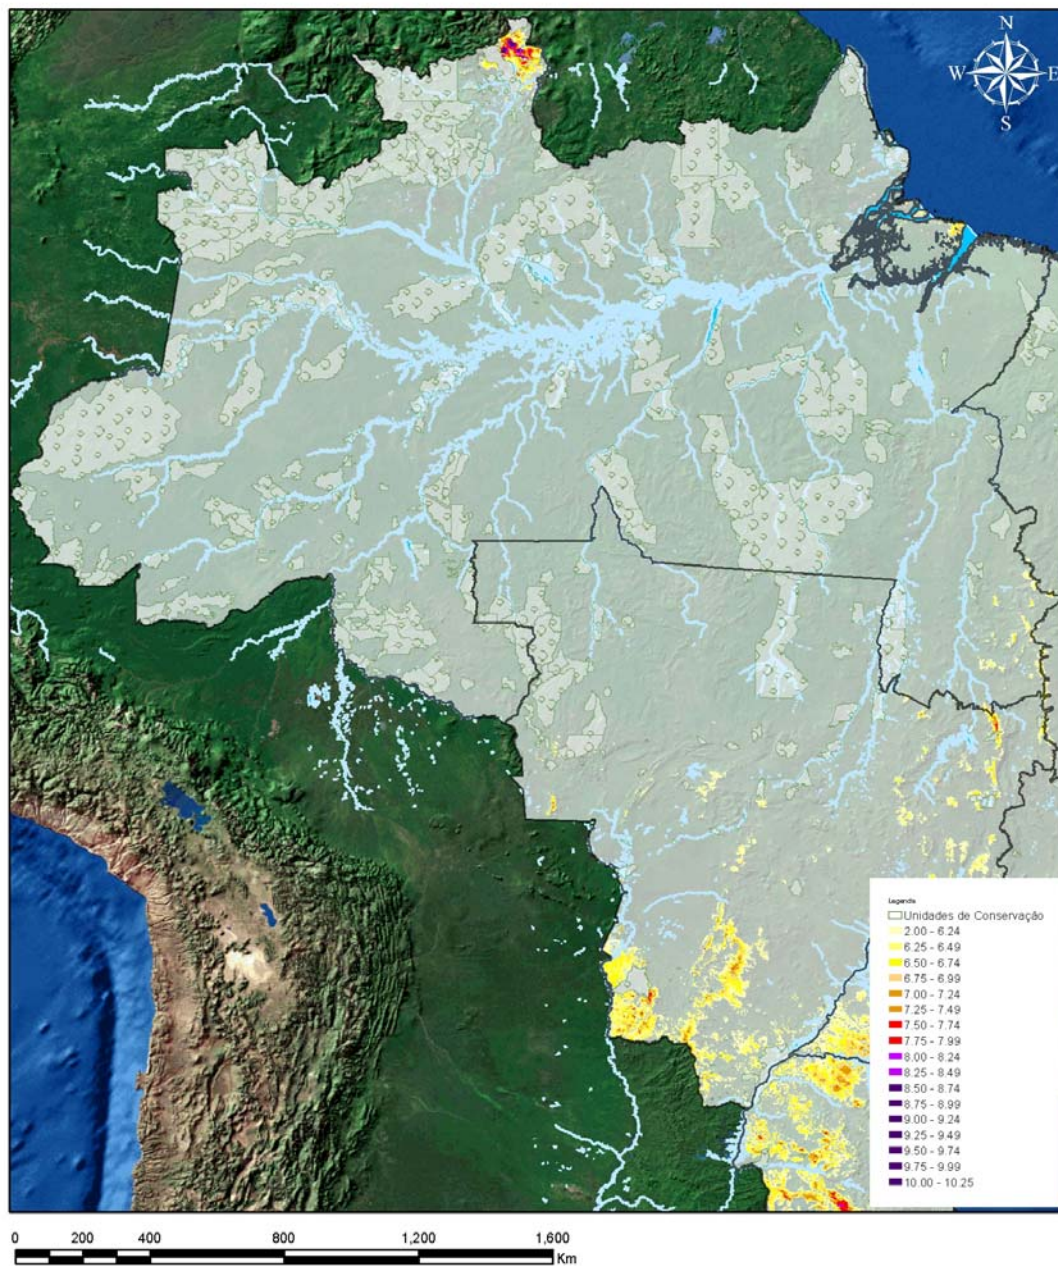 N
W E
S
Legenda
Unidades de Conservação
2.00 - 6.24
6.25 - 6.49
6.50 - 6.74
6.75 - 6.99
7.00 - 7.24
7.25 - 7.49
7.50 - 7.74
7.75 - 7.99
8.00 - 8.24
8.25 - 8.49
8.50 - 8.74
8.75 - 8.99
9.00 - 9.24
9.25 - 9.49
9.50 - 9.74
9.75 - 9.99
10.00 - 10.25
0 200 400 800 1,200 1,600
Km